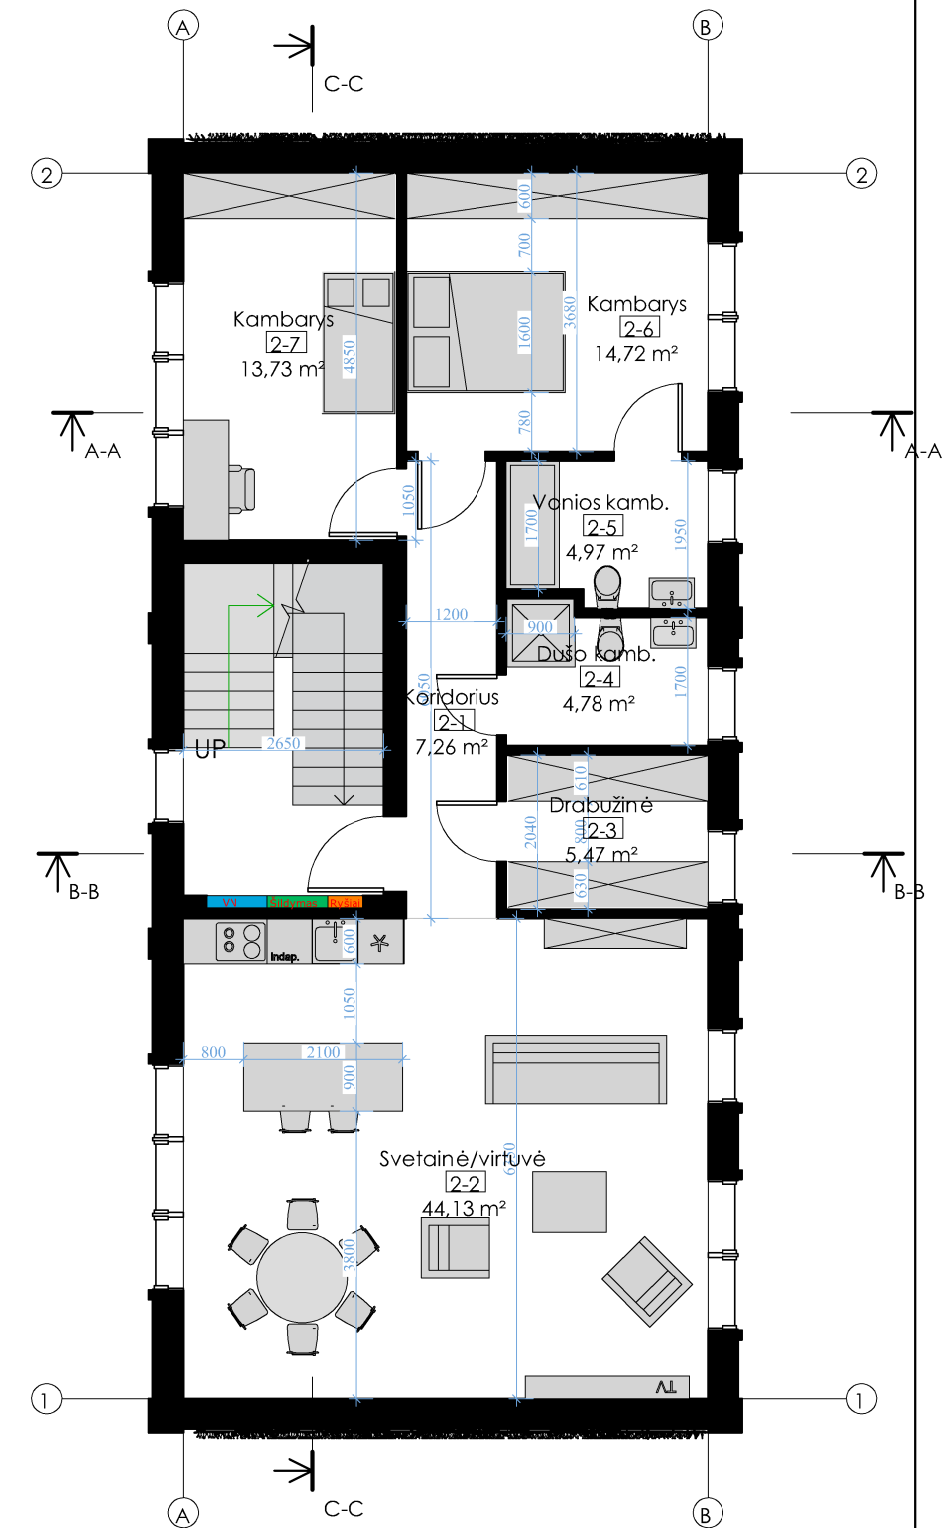 A
B
C-C
2
2
600
700
3680
Kambarys
2-7
13,73 m²
4850
1600
Kambarys
2-6
14,72 m²
780
A-A
A-A
1050
Vonios kamb.
2-5
4,97 m²
1700
1950
1200
900
Dušo kamb.
2-4
4,78 m²
1700
Koridorius
2-1
7,26 m²
UP
2650
610
2040
800
Drabužinė
2-3
5,47 m²
630
B-B
B-B
Šildymas
Ryšiai
Indap.
600
1050
800
2100
900
Svetainė/virtuvė
2-2
44,13 m²
3800
TV
1
1
C-C
A
B